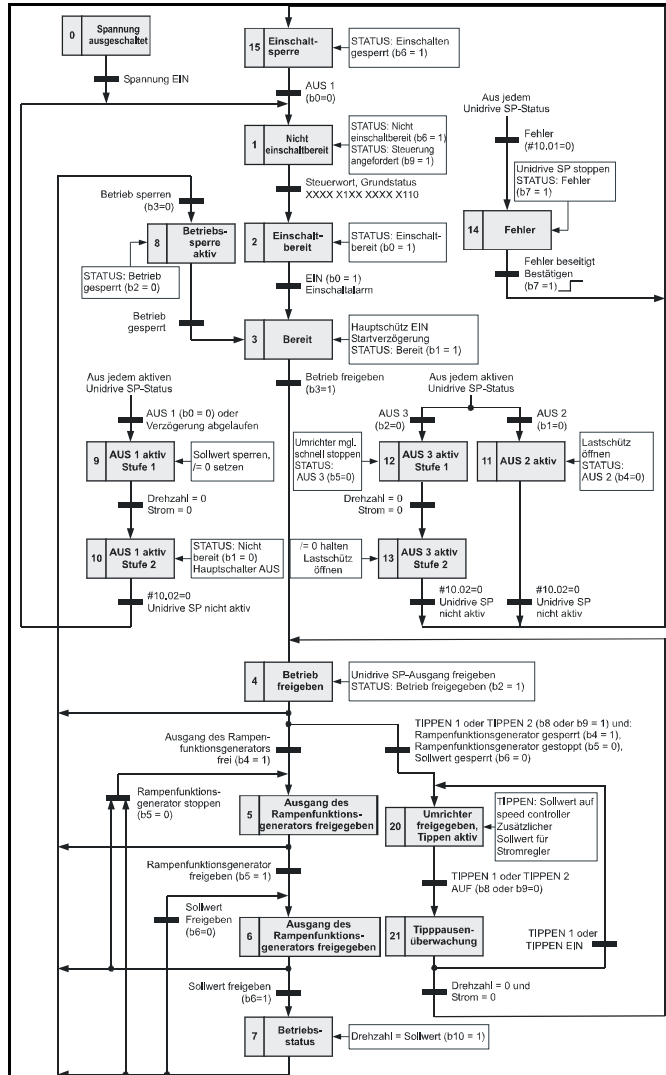 0
Spannung
ausgeschaltet
Spannung EIN
15
Einschalt-
sperre
STATUS: Einschalten
gesperrt (b6 = 1)
AUS 1
(b0=0)
1
Nicht
einschaltbereit
STATUS: Nicht
einschaltbereit (b6 = 1)
STATUS: Steuerung
angefordert (b9 = 1)
Steuerwort, Grundstatus
XXXX X1XX XXXX X110
2
Einschalt-
bereit
STATUS: Einschalt-
bereit (b0 = 1)
EIN (b0 = 1)
Einschaltalarm
3
Bereit
Hauptschütz EIN
Startverzögerung
STATUS: Bereit (b1 = 1)
Betrieb freigeben
(b3=1)
Betrieb sperren
(b3=0)
8
Betriebs-
sperre
aktiv
STATUS: Betrieb
gesperrt (b2 = 0)
Betrieb
gesperrt
Aus jedem
Unidrive SP-Status
Fehler
(#10.01=0)
Unidrive SP stoppen
STATUS: Fehler
(b7 = 1)
14
Fehler
Fehler beseitigt
Bestätigen
(b7 =1)
Aus jedem aktiven
Unidrive SP-Status
AUS 1 (b0 = 0) oder
Verzögerung abgelaufen
9
AUS 1 aktiv
Stufe 1
Sollwert sperren,
/= 0 setzen
Drehzahl = 0
Strom = 0
10
AUS 1 aktiv
Stufe 2
STATUS: Nicht
bereit (b1 = 0)
Hauptschalter AUS
#10.02=0
Unidrive SP nicht aktiv
Aus jedem aktiven
Unidrive SP-Status
AUS 3
(b2=0)
AUS 2
(b1=0)
Umrichter mgl.
schnell stoppen
STATUS:
AUS 3 (b5=0)
12
AUS 3 aktiv
Stufe 1
11
AUS 2 aktiv
Lastschütz
öffnen
STATUS:
AUS 2 (b4=0)
Drehzahl = 0
Strom = 0
/= 0 halten
Lastschütz
öffnen
13
AUS 3 aktiv
Stufe 2
#10.02=0
Unidrive SP
nicht aktiv
#10.02=0
Unidrive SP
nicht aktiv
4
Betrieb
freigeben
Unidrive SP-Ausgang freigeben
STATUS: Betrieb freigegeben (b2 = 1)
Ausgang des Rampen-
funktionsgenerators
frei (b4 = 1)
TIPPEN 1 oder TIPPEN 2 (b8 oder b9 = 1) und:
Rampenfunktionsgenerator gesperrt (b4 = 1),
Rampenfunktionsgenerator gestoppt (b5 = 0),
Sollwert gesperrt (b6 = 0)
Rampenfunktions-
generator stoppen
(b5 = 0)
5
Ausgang des
Rampenfunktions-
generators freigegeben
20
Umrichter
freigegeben,
Tippen aktiv
TIPPEN: Sollwert auf
speed controller
Zusätzlicher
Sollwert für
Stromregler
Rampenfunktionsgenerator
freigeben (b5 = 1)
TIPPEN 1 oder TIPPEN 2
AUF (b8 oder b9=0)
Sollwert
Freigeben
(b6=0)
6
Ausgang des
Rampenfunktions-
generators freigegeben
21
Tipppausen-
überwachung
TIPPEN 1 oder
TIPPEN EIN
Sollwert freigeben
(b6=1)
Drehzahl = 0 und
Strom = 0
7
Betriebs-
status
Drehzahl = Sollwert (b10 = 1)